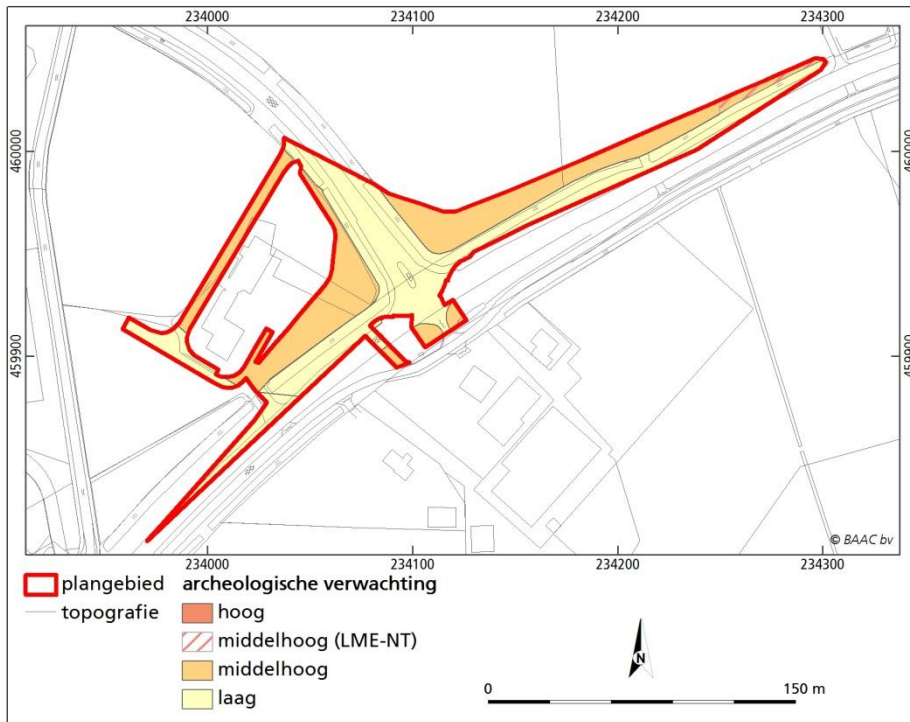 234000 234100 234200 234300
460000 460000
459900 459900
© BAAC bv
234000 234100 234200 234300
plangebied archeologische verwachting
topografie hoog
middelhoog (LME-NT)
middelhoog
laag
N
0 150 m